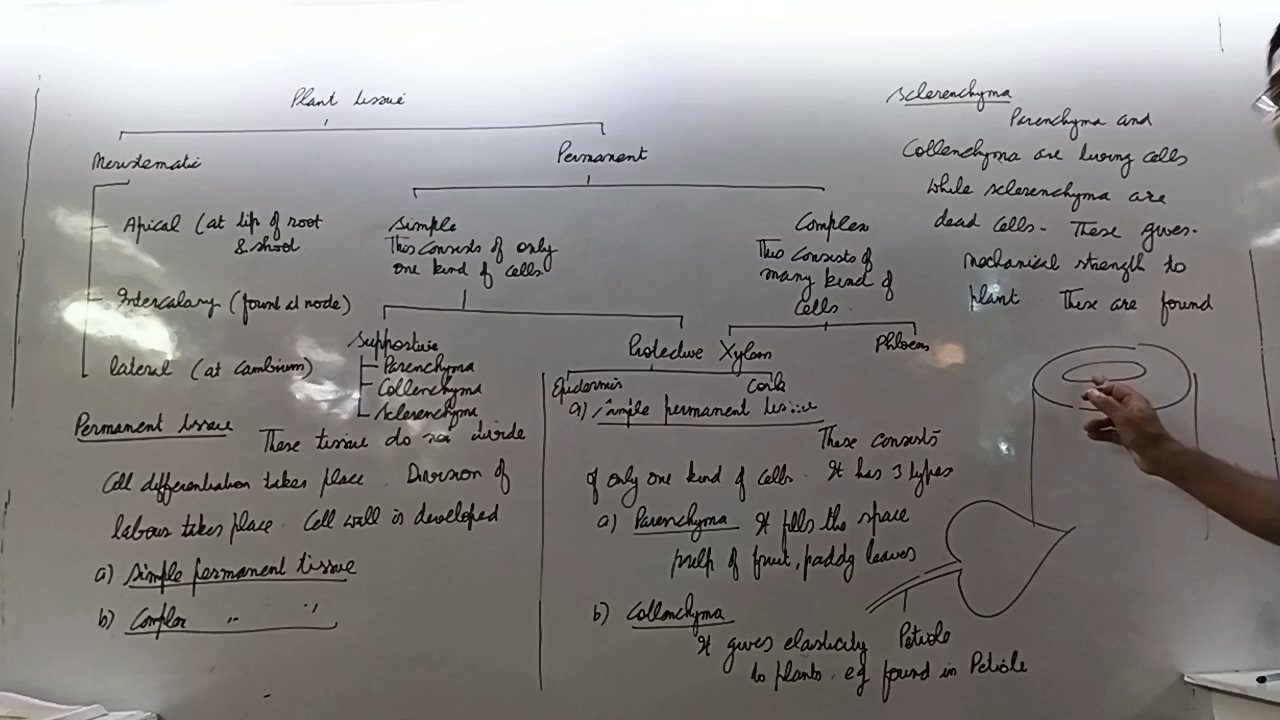 Plant tissue
Meristematic
Permanent
Apical (at tip of root
& shoot
Intercalary (found at node)
lateral (at cambium)
Simple
This consists of only
one kind of cells
Complex
This consists of
many kind of
Cells
Supportive
Parenchyma
Collenchyma
Sclerenchyma
Protective
Epidermis
Cork
Xylem
Phloem
Permanent tissue
These tissue do not divide
Cell differentiation takes place Division of
labour takes place Cell wall is developed
a) Simple permanent tissue
b) Complex " "
a) Simple permanent tissue
These consists
of only one kind of cells. It has 3 types
a) Parenchyma It fills the space
pulp of fruit, paddy leaves
b) Collenchyma
It gives elasticity
to plants. eg found in Petiole
Petiole
Sclerenchyma
Parenchyma and
Collenchyma are living cells
while sclerenchyma are
dead cells. These gives.
mechanical strength to
plant These are found